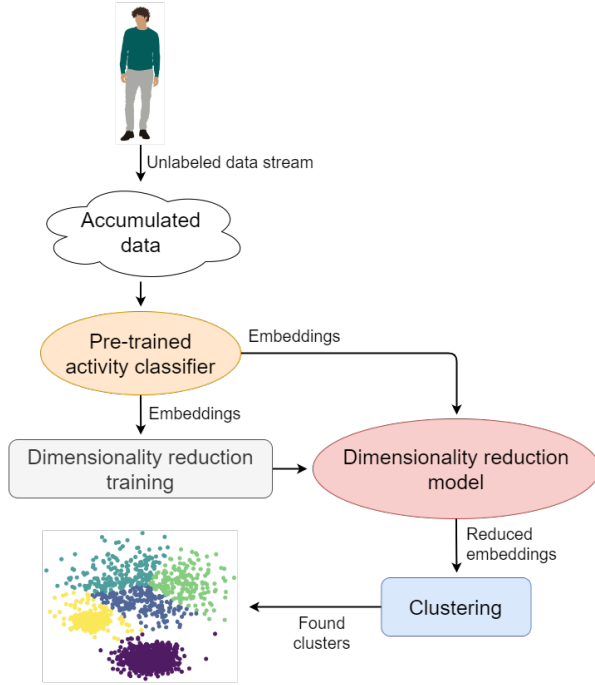 Unlabeled data stream
Accumulated
data
Pre-trained
activity classifier
Embeddings
Embeddings
Dimensionality reduction
training
Dimensionality reduction
model
Reduced
embeddings
Clustering
Found
clusters